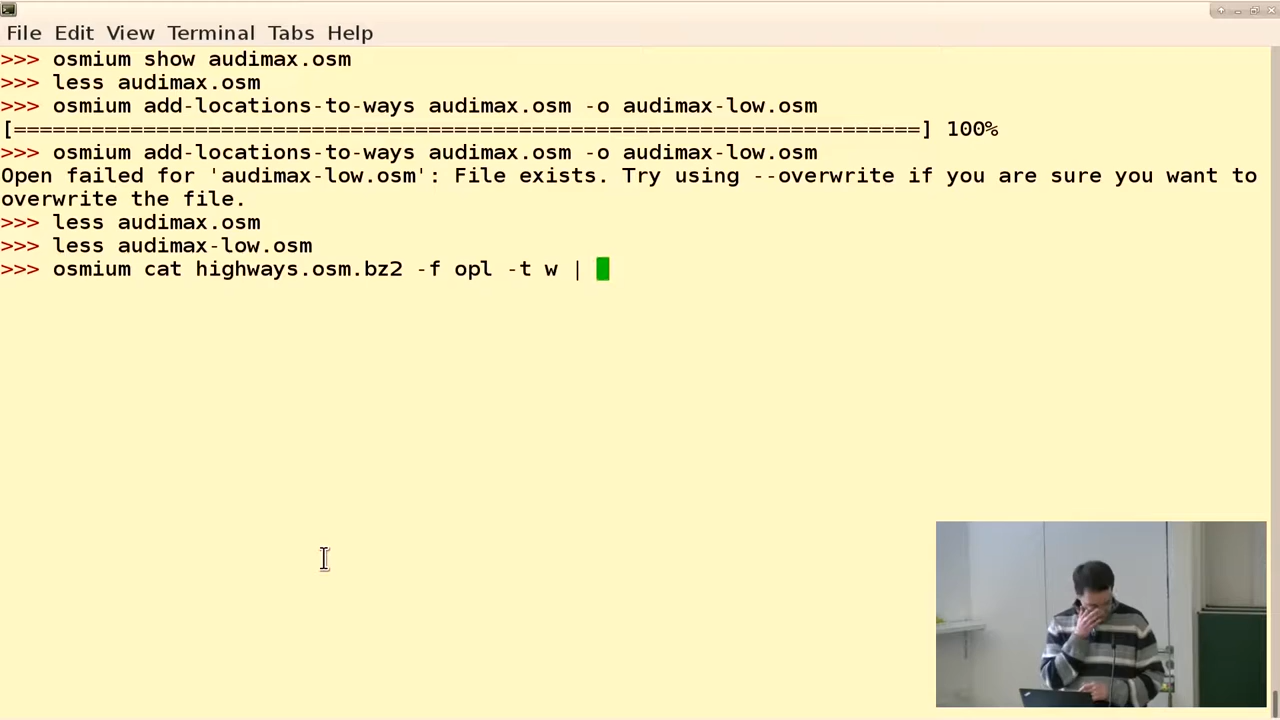 File Edit View Terminal Tabs Help
>>> osmium show audimax.osm
>>> less audimax.osm
>>> osmium add-locations-to-ways audimax.osm -o audimax-low.osm
[======================================================================] 100%
>>> osmium add-locations-to-ways audimax.osm -o audimax-low.osm
Open failed for 'audimax-low.osm': File exists. Try using --overwrite if you are sure you want to
overwrite the file.
>>> less audimax.osm
>>> less audimax-low.osm
>>> osmium cat highways.osm.bz2 -f opl -t w |